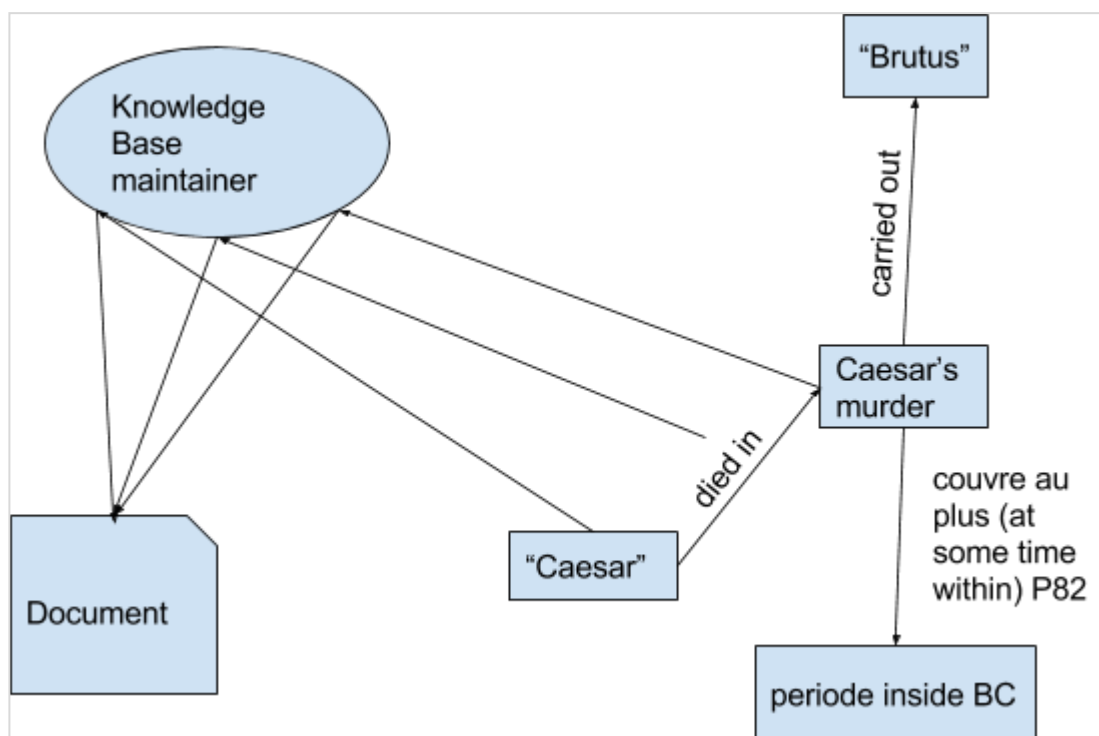 “Brutus”
Knowledge
Base
maintainer
carried out
Caesar’s
murder
died in
couvre au
plus (at
some time
within) P82
“Caesar”
Document
periode inside BC